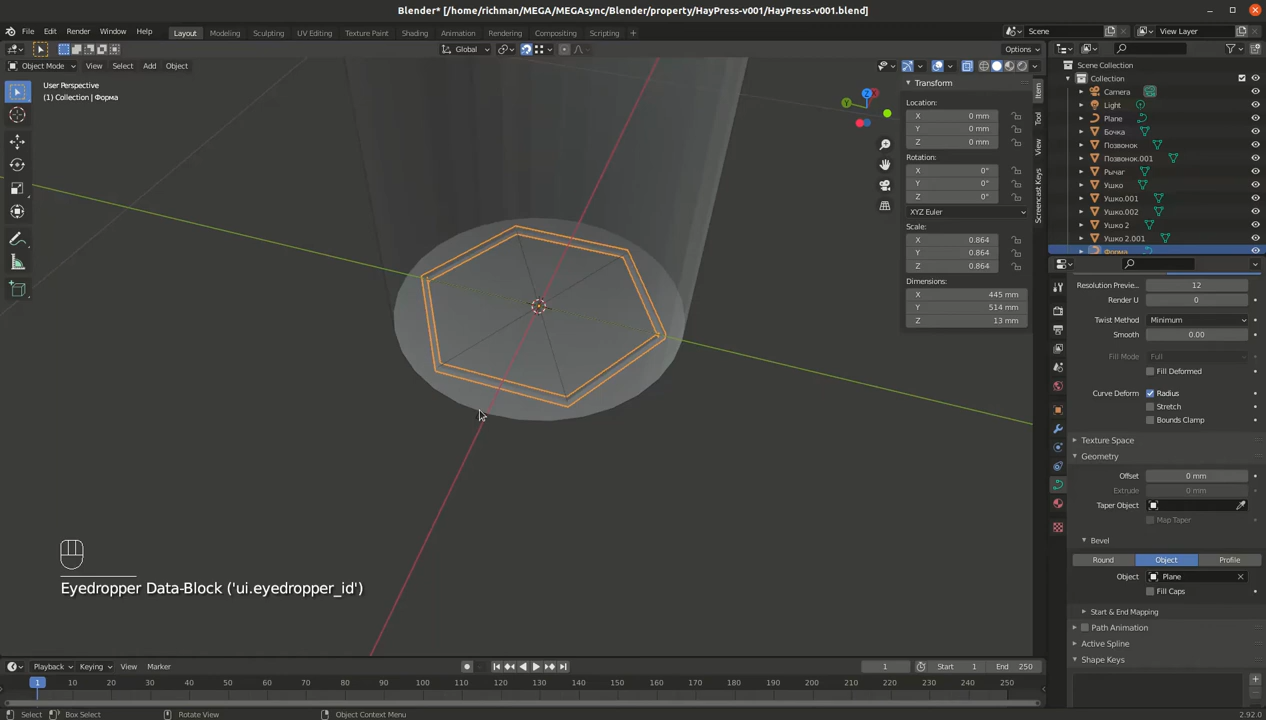 Blender* [/home/richman/MEGA/MEGAsync/Blender/property/HayPress-v001/HayPress-v001.blend]
File Edit Render Window Help Layout Modeling Sculpting UV Editing Texture Paint Shading Animation Rendering Compositing Scripting Scene View Layer
Global Options
Object Mode View Select Add Object
User Perspective
(1) Collection | Форма
Z
X
Y
Transform
Location:
X 0 mm
Y 0 mm
Z 0 mm
Rotation:
X 0°
Y 0°
Z 0°
XYZ Euler
Scale:
X 0.864
Y 0.864
Z 0.864
Dimensions:
X 445 mm
Y 514 mm
Z 13 mm
Item
Tool
View
Screencast Keys
Scene Collection
Collection
Camera
Light
Plane
Бочка
Позвонок
Позвонок.001
Рычаг
Ушко
Ушко.001
Ушко.002
Ушко 2
Ушко 2.001
Форма
Resolution Previe... 12
Render U 0
Twist Method Minimum
Smooth 0.00
Fill Mode Full
Fill Deformed
Curve Deform Radius
Stretch
Bounds Clamp
Texture Space
Geometry
Offset 0 mm
Extrude 0 mm
Taper Object
Map Taper
Bevel
Round Object Profile
Object Plane
Fill Caps
Start & End Mapping
Path Animation
Active Spline
Shape Keys
Eyedropper Data-Block ('ui.eyedropper_id')
Playback Keying View Marker 1 Start 1 End 250
1 10 20 30 40 50 60 70 80 90 100 110 120 130 140 150 160 170 180 190 200 210 220 230 240 250
Select Box Select Rotate View Object Context Menu 2.92.0